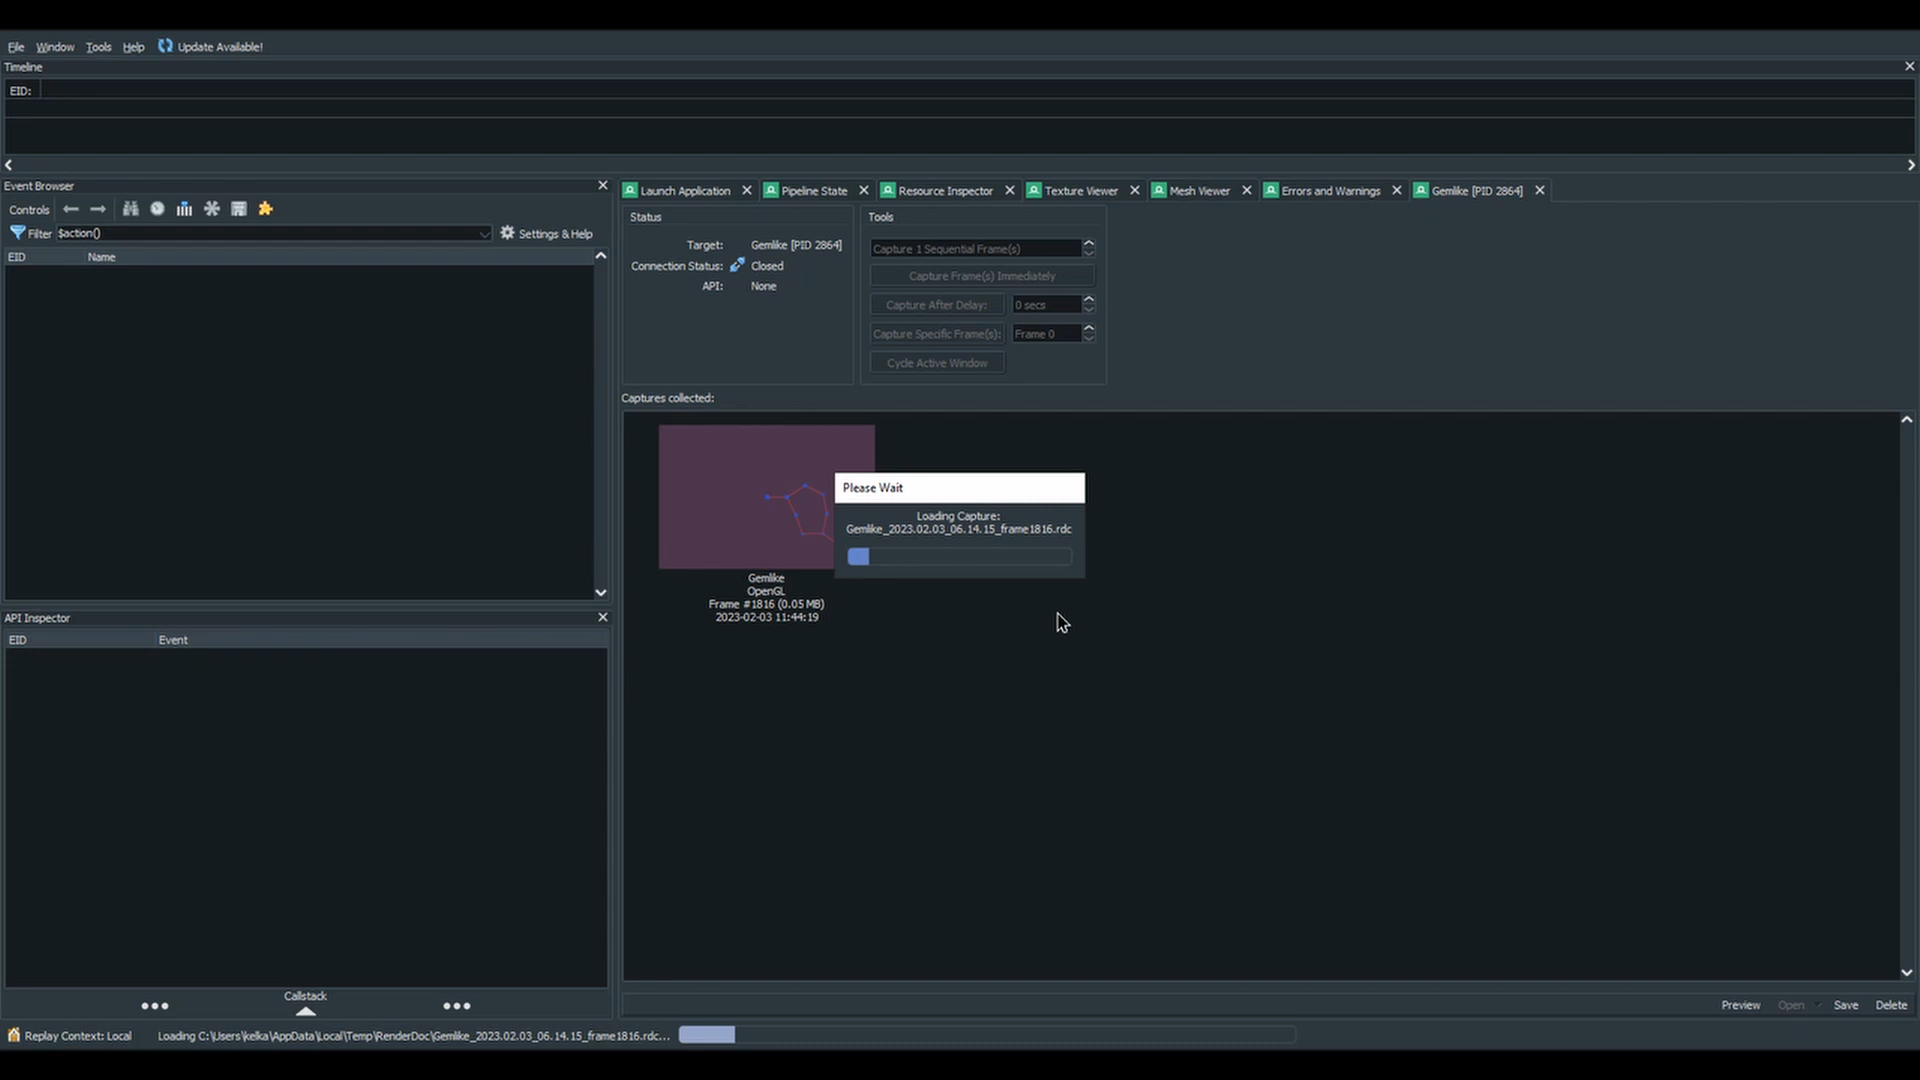 File Window Tools Help Update Available!
Timeline
EID:
Event Browser
Controls
Filter $action() Settings & Help
EID Name
API Inspector
EID Event
Callstack
Launch Application Pipeline State Resource Inspector Texture Viewer Mesh Viewer Errors and Warnings Gemlike [PID 2864]
Status
Target: Gemlike [PID 2864]
Connection Status: Closed
API: None
Tools
Capture 1 Sequential Frame(s)
Capture Frame(s) Immediately
Capture After Delay: 0 secs
Capture Specific Frame(s): Frame 0
Cycle Active Window
Captures collected:
Gemlike
OpenGL
Frame #1816 (0.05 MB)
2023-02-03 11:44:19
Please Wait
Loading Capture:
Gemlike_2023.02.03_06.14.15_frame1816.rdc
Preview Open Save Delete
Replay Context: Local Loading C:\Users\kelka\AppData\Local\Temp\RenderDoc\Gemlike_2023.02.03_06.14.15_frame1816.rdc...